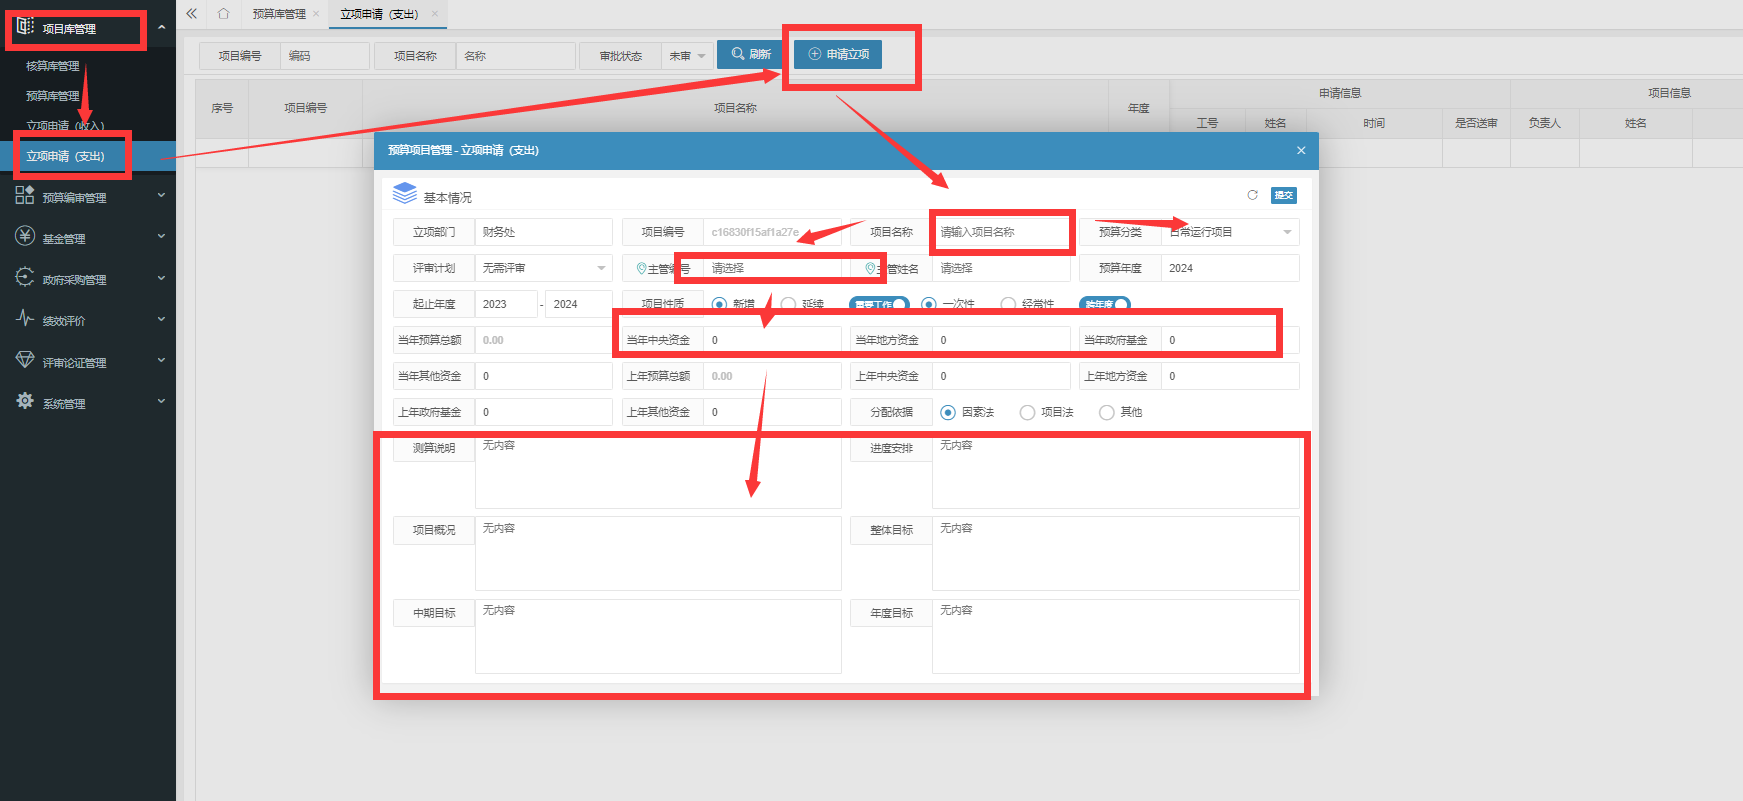 项目库管理
核算库管理
预算库管理
立项申请（收入）
立项申请（支出）
预算编审管理
基金管理
政府采购管理
绩效评价
评审论证管理
系统管理
预算库管理 ×
立项申请（支出） ×
项目编号 编码 项目名称 名称 审批状态 未审 刷新 申请立项
序号 项目编号 项目名称 年度 申请信息 项目信息
工号 姓名 时间 是否送审 负责人 姓名
预算项目管理 - 立项申请（支出） ×
基本情况 提交
立项部门 财务处 项目编号 c16830f15af1a27e 项目名称 请输入项目名称 预算分类 日常运行项目
评审计划 无需评审 主管编号 请选择 主管姓名 请选择 预算年度 2024
起止年度 2023 - 2024 项目性质 新增 延续 需要工作 一次性 经常性 跨年度
当年预算总额 0.00 当年中央资金 0 当年地方资金 0 当年政府基金 0
当年其他资金 0 上年预算总额 0.00 上年中央资金 0 上年地方资金 0
上年政府基金 0 上年其他资金 0 分配依据 因素法 项目法 其他
测算说明 无内容 进度安排 无内容
项目概况 无内容 整体目标 无内容
中期目标 无内容 年度目标 无内容